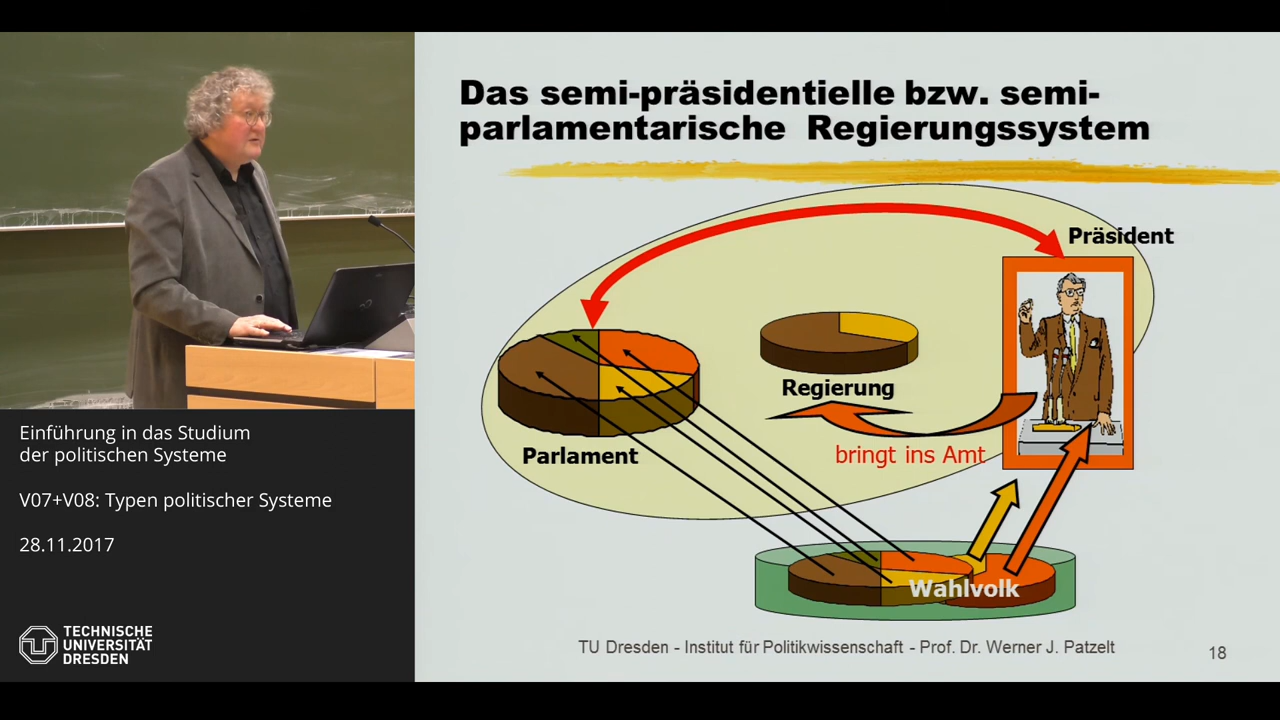 Das semi-präsidentielle bzw. semi-
parlamentarische Regierungssystem
Präsident
Regierung
bringt ins Amt
Parlament
Wahlvolk
TU Dresden - Institut für Politikwissenschaft - Prof. Dr. Werner J. Patzelt
18
Einführung in das Studium
der politischen Systeme
V07+V08: Typen politischer Systeme
28.11.2017
TECHNISCHE
UNIVERSITÄT
DRESDEN